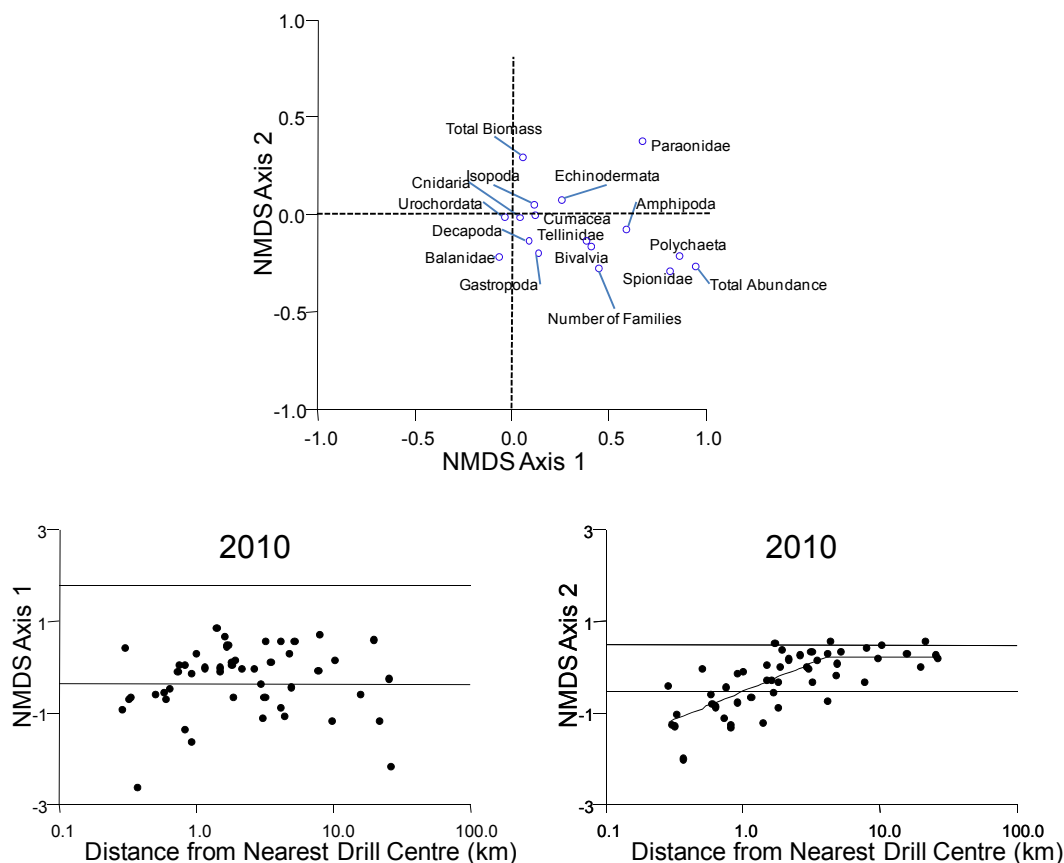 1.0
0.5
0.0
-0.5
-1.0
NMDS Axis 2
Total Biomass
Paraonidae
Isopoda
Echinodermata
Cnidaria
Urochordata
Amphipoda
Cumacea
Decapoda
Tellinidae
Polychaeta
Balanidae
Bivalvia
Gastropoda
Spionidae
Total Abundance
Number of Families
-1.0 -0.5 0.0 0.5 1.0
NMDS Axis 1
2010
3
1
-1
-3
NMDS Axis 1
0.1 1.0 10.0 100.0
Distance from Nearest Drill Centre (km)
2010
3
1
-1
-3
NMDS Axis 2
0.1 1.0 10.0 100.0
Distance from Nearest Drill Centre (km)